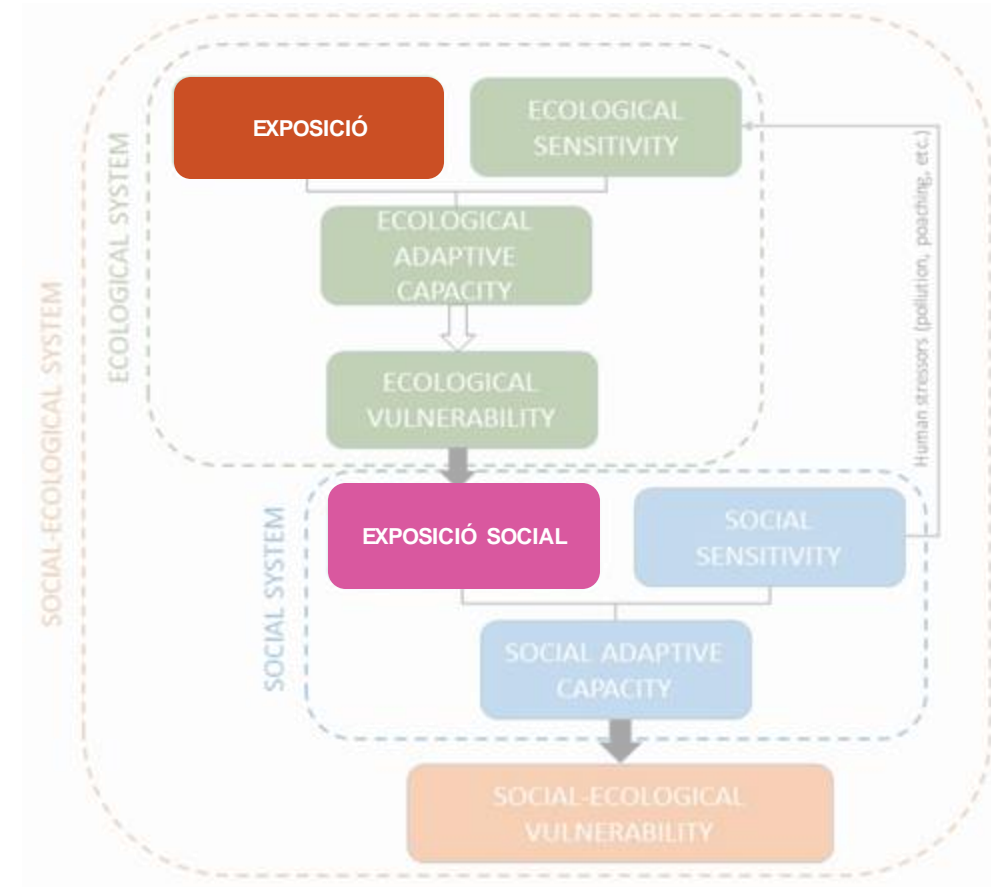 EXPOSICIÓ
ECOLOGICAL
SENSITIVITY
ECOLOGICAL
ADAPTIVE
CAPACITY
ECOLOGICAL
VULNERABILITY
ECOLOGICAL SYSTEM
Human stressors (pollution, poaching, etc.)
SOCIAL-ECOLOGICAL SYSTEM
EXPOSICIÓ SOCIAL
SOCIAL
SENSITIVITY
SOCIAL SYSTEM
SOCIAL ADAPTIVE
CAPACITY
SOCIAL-ECOLOGICAL
VULNERABILITY